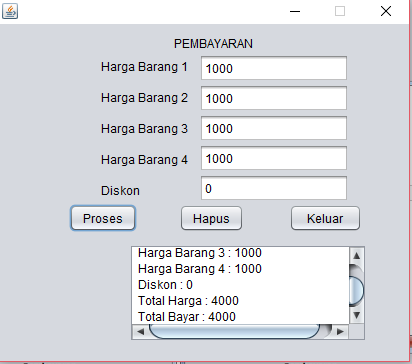 PEMBAYARAN
Harga Barang 1 1000
Harga Barang 2 1000
Harga Barang 3 1000
Harga Barang 4 1000
Diskon 0
Proses Hapus Keluar
Harga Barang 3 : 1000
Harga Barang 4 : 1000
Diskon : 0
Total Harga : 4000
Total Bayar : 4000